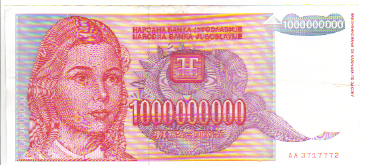 НАРОДНА БАНКА ЈУГОСЛАВИЈЕ
NARODNA BANKA JUGOSLAVIJE
1000000000
1000000000
AA 3717772